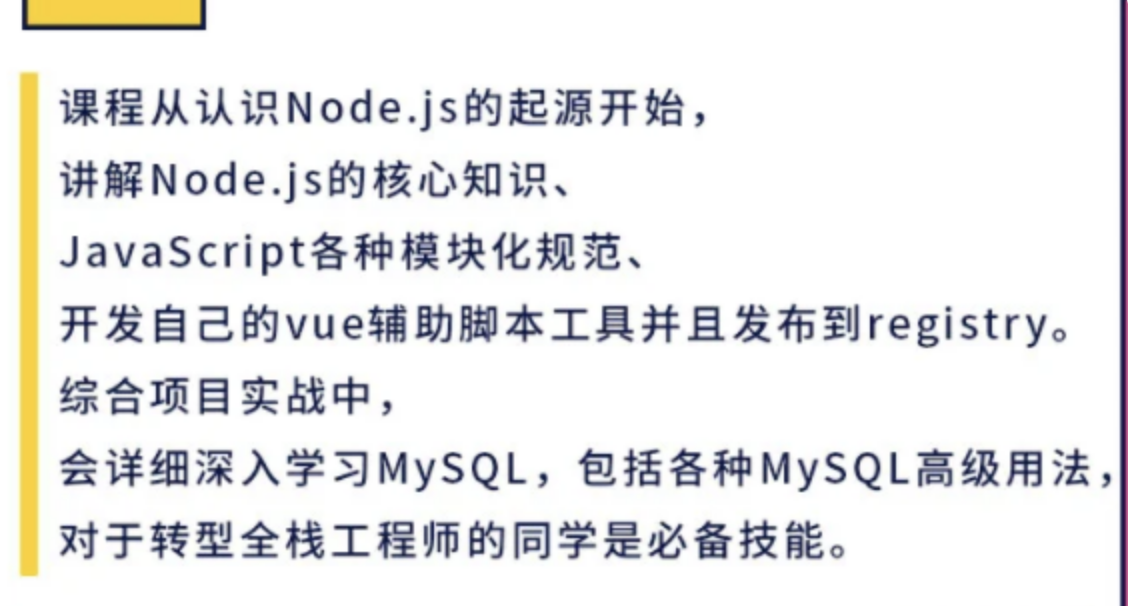 课程从认识Node.js的起源开始，
讲解Node.js的核心知识、
JavaScript各种模块化规范、
开发自己的vue辅助脚本工具并且发布到registry。
综合项目实战中，
会详细深入学习MySQL，包括各种MySQL高级用法，
对于转型全栈工程师的同学是必备技能。